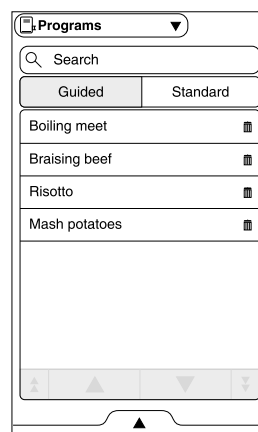 Programs
Search
Guided Standard
Boiling meet
Braising beef
Risotto
Mash potatoes